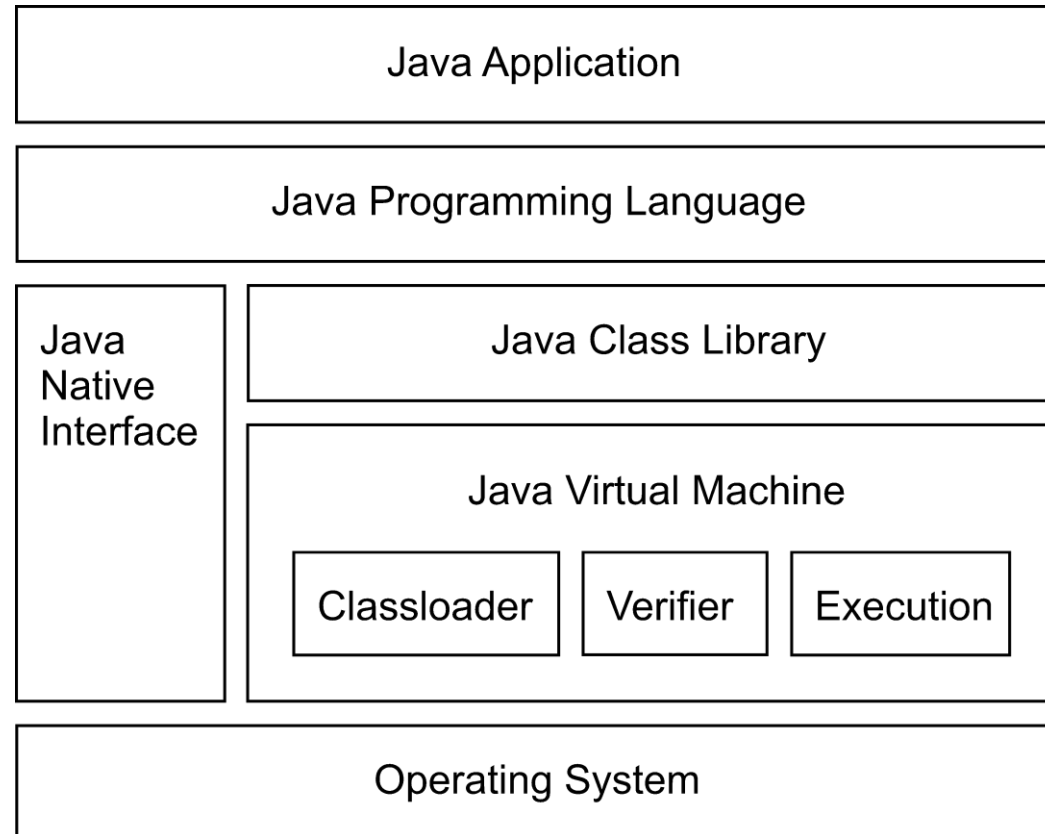 Java Application
Java Programming Language
Java
Native
Interface
Java Class Library
Java Virtual Machine
Classloader
Verifier
Execution
Operating System